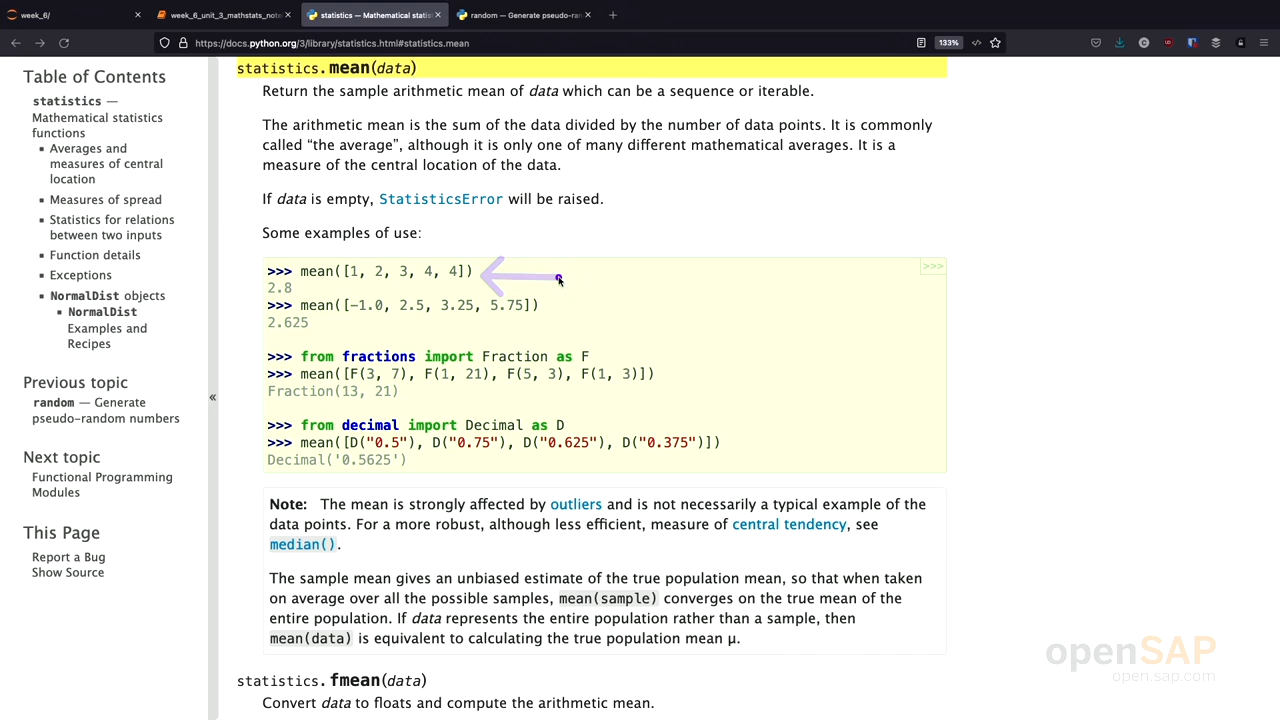 week_6/
week_6_unit_3_mathstats_note
statistics — Mathematical statis
random — Generate pseudo-ran
https://docs.python.org/3/library/statistics.html#statistics.mean
133%
Table of Contents
statistics —
Mathematical statistics
functions
Averages and
measures of central
location
Measures of spread
Statistics for relations
between two inputs
Function details
Exceptions
NormalDist objects
NormalDist
Examples and
Recipes
Previous topic
random — Generate
pseudo-random numbers
Next topic
Functional Programming
Modules
This Page
Report a Bug
Show Source
«
statistics.mean(data)
Return the sample arithmetic mean of data which can be a sequence or iterable.
The arithmetic mean is the sum of the data divided by the number of data points. It is commonly
called “the average”, although it is only one of many different mathematical averages. It is a
measure of the central location of the data.
If data is empty, StatisticsError will be raised.
Some examples of use:
>>>
>>> mean([1, 2, 3, 4, 4])
2.8
>>> mean([-1.0, 2.5, 3.25, 5.75])
2.625
>>> from fractions import Fraction as F
>>> mean([F(3, 7), F(1, 21), F(5, 3), F(1, 3)])
Fraction(13, 21)
>>> from decimal import Decimal as D
>>> mean([D("0.5"), D("0.75"), D("0.625"), D("0.375")])
Decimal('0.5625')
Note: The mean is strongly affected by outliers and is not necessarily a typical example of the
data points. For a more robust, although less efficient, measure of central tendency, see
median().
The sample mean gives an unbiased estimate of the true population mean, so that when taken
on average over all the possible samples, mean(sample) converges on the true mean of the
entire population. If data represents the entire population rather than a sample, then
mean(data) is equivalent to calculating the true population mean μ.
statistics.fmean(data)
Convert data to floats and compute the arithmetic mean.
openSAP
open.sap.com